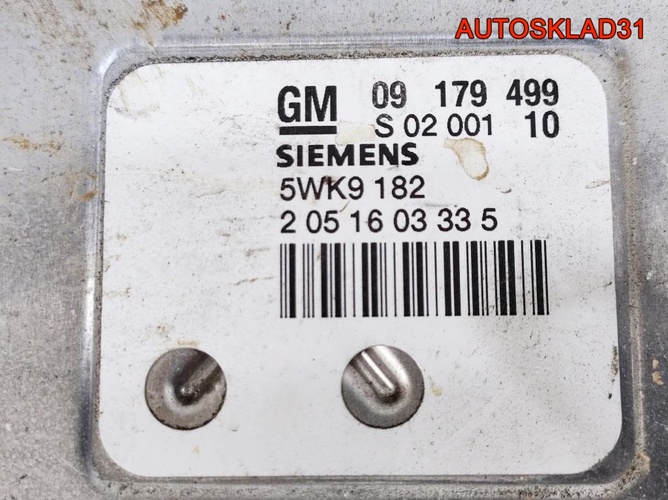 AUTOSKLAD31
GM 09 179 499
S 02 001 10
SIEMENS
5WK9 182
2 05 16 03 33 5